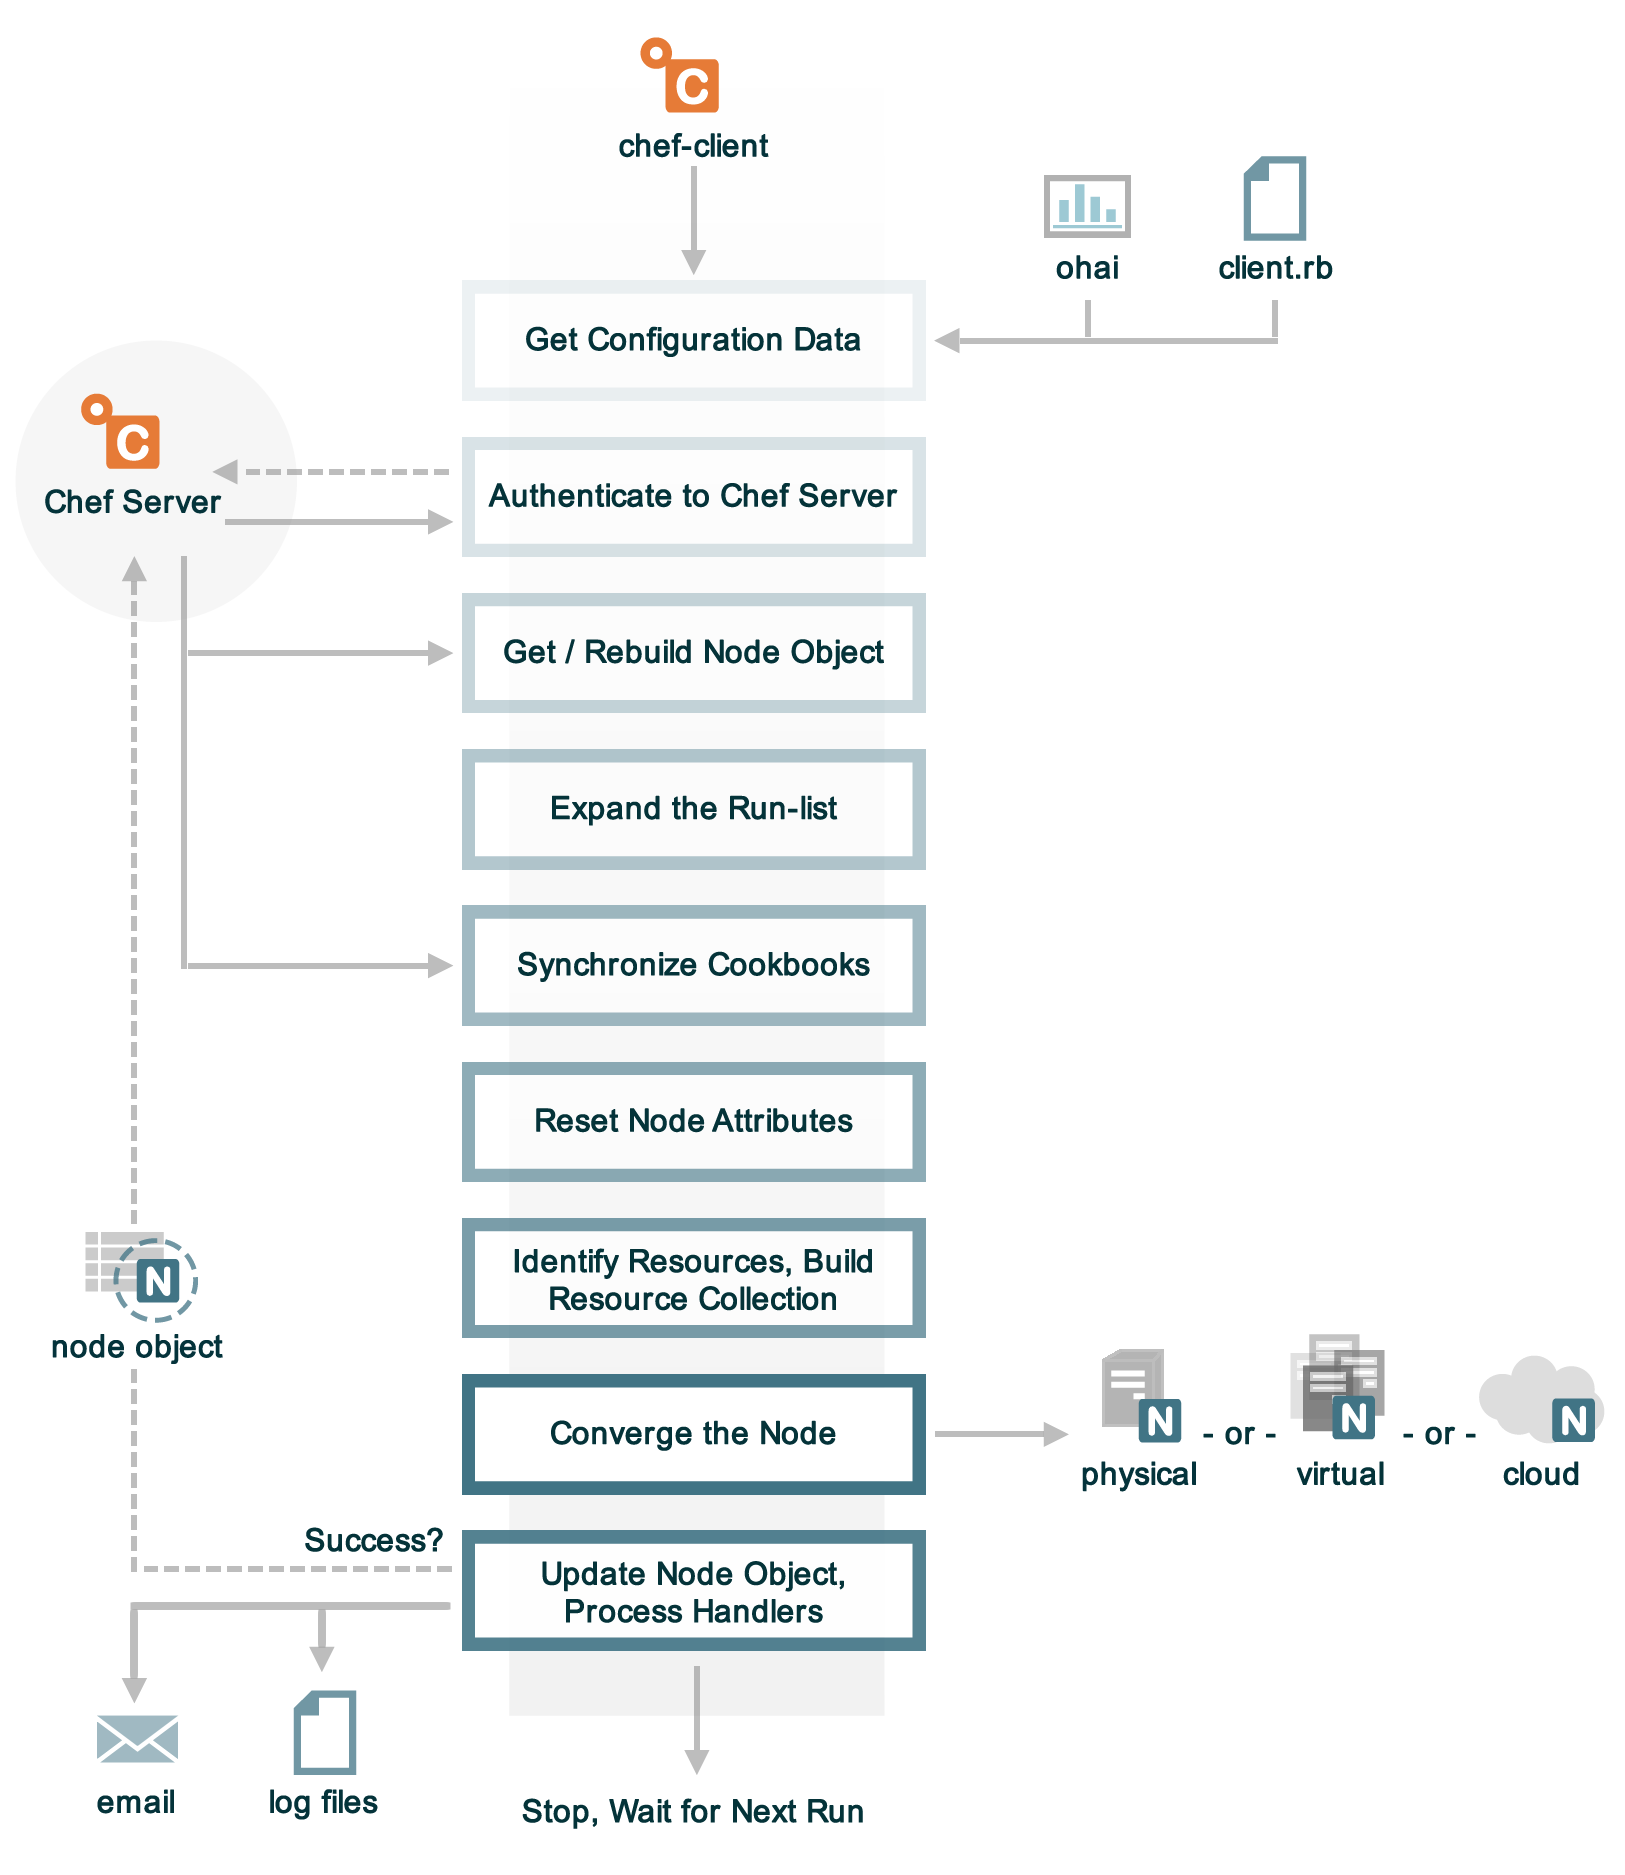 C
chef-client
ohai
client.rb
Get Configuration Data
C
Chef Server
Authenticate to Chef Server
Get / Rebuild Node Object
Expand the Run-list
Synchronize Cookbooks
Reset Node Attributes
Identify Resources, Build
Resource Collection
N
node object
Converge the Node
N
- or -
N
- or -
N
physical
virtual
cloud
Success?
Update Node Object,
Process Handlers
email
log files
Stop, Wait for Next Run